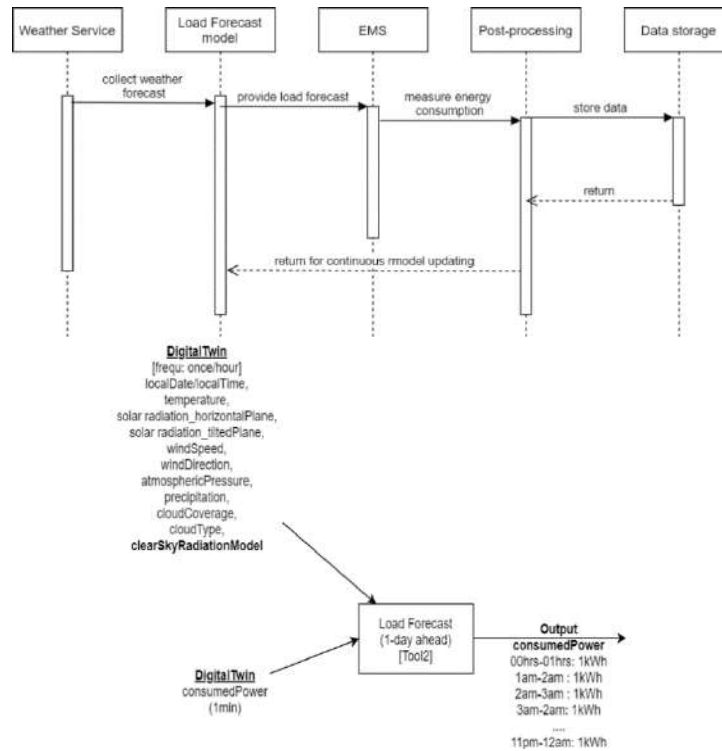 Weather Service
Load Forecast
model
EMS
Post-processing
Data storage
collect weather
forecast
provide load forecast
measure energy
consumption
store data
return
return for continuous rmodel updating
DigitalTwin
[frequ: once/hour]
localDate/localTime,
temperature,
solar radiation_horizontalPlane,
solar radiation_tiltedPlane,
windSpeed,
windDirection,
atmosphericPressure,
precipitation,
cloudCoverage,
cloudType,
clearSkyRadiationModel
Load Forecast
(1-day ahead)
[Tool2]
DigitalTwin
consumedPower
(1min)
Output
consumedPower
00hrs-01hrs: 1kWh
1am-2am : 1kWh
2am-3am : 1kWh
3am-2am: 1kWh
....
11pm-12am: 1kWh